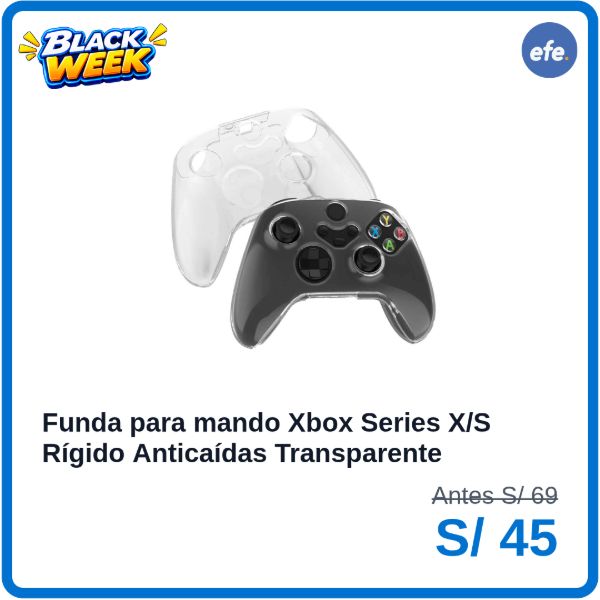 BLACK
WEEK
efe.
Y
X
B
A
Funda para mando Xbox Series X/S
Rígido Anticaídas Transparente
Antes S/ 69
S/ 45